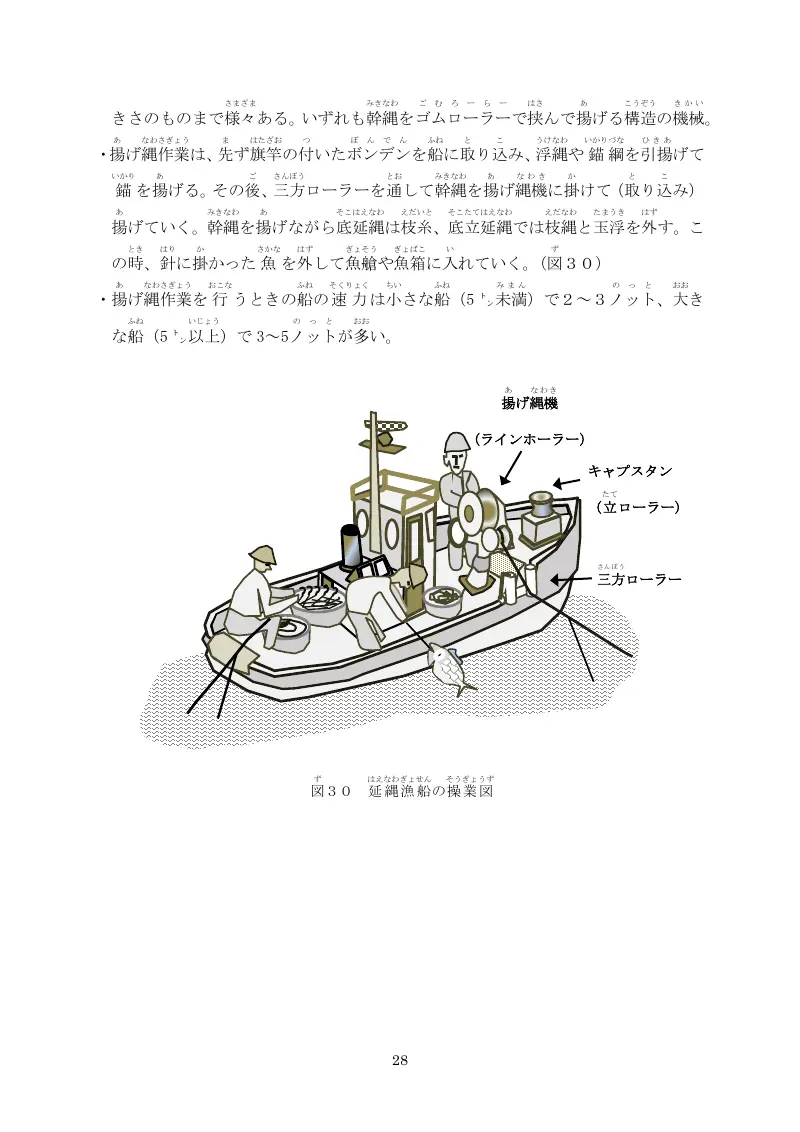 きさのものまで様々ある。いずれも幹縄をゴムローラーで挟んで揚げる構造の機械。
・揚げ縄作業は、先ず旗竿の付いたボンデンを船に取り込み、浮縄や錨綱を引揚げて
錨を揚げる。その後、三方ローラーを通して幹縄を揚げ縄機に掛けて（取り込み）
揚げていく。幹縄を揚げながら底延縄は枝糸、底立延縄では枝縄と玉浮を外す。こ
の時、針に掛かった魚を外して魚艙や魚箱に入れていく。（図３０）
・揚げ縄作業を行うときの船の速力は小さな船（5㌧未満）で２～３ノット、大き
な船（5㌧以上）で3～5ノットが多い。
揚げ縄機
（ラインホーラー）
キャプスタン
（立ローラー）
三方ローラー
図３０　延縄漁船の操業図
28